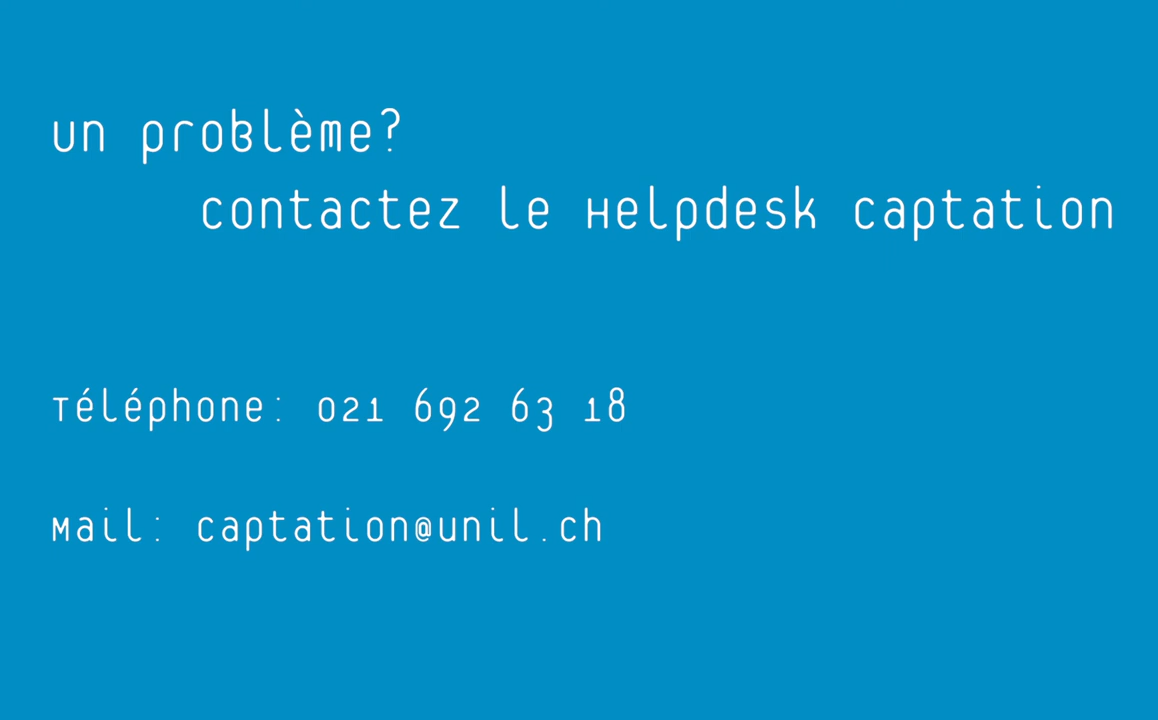 un problème?
contactez le Helpdesk captation
Téléphone: 021 692 63 18
Mail: captation@unil.ch